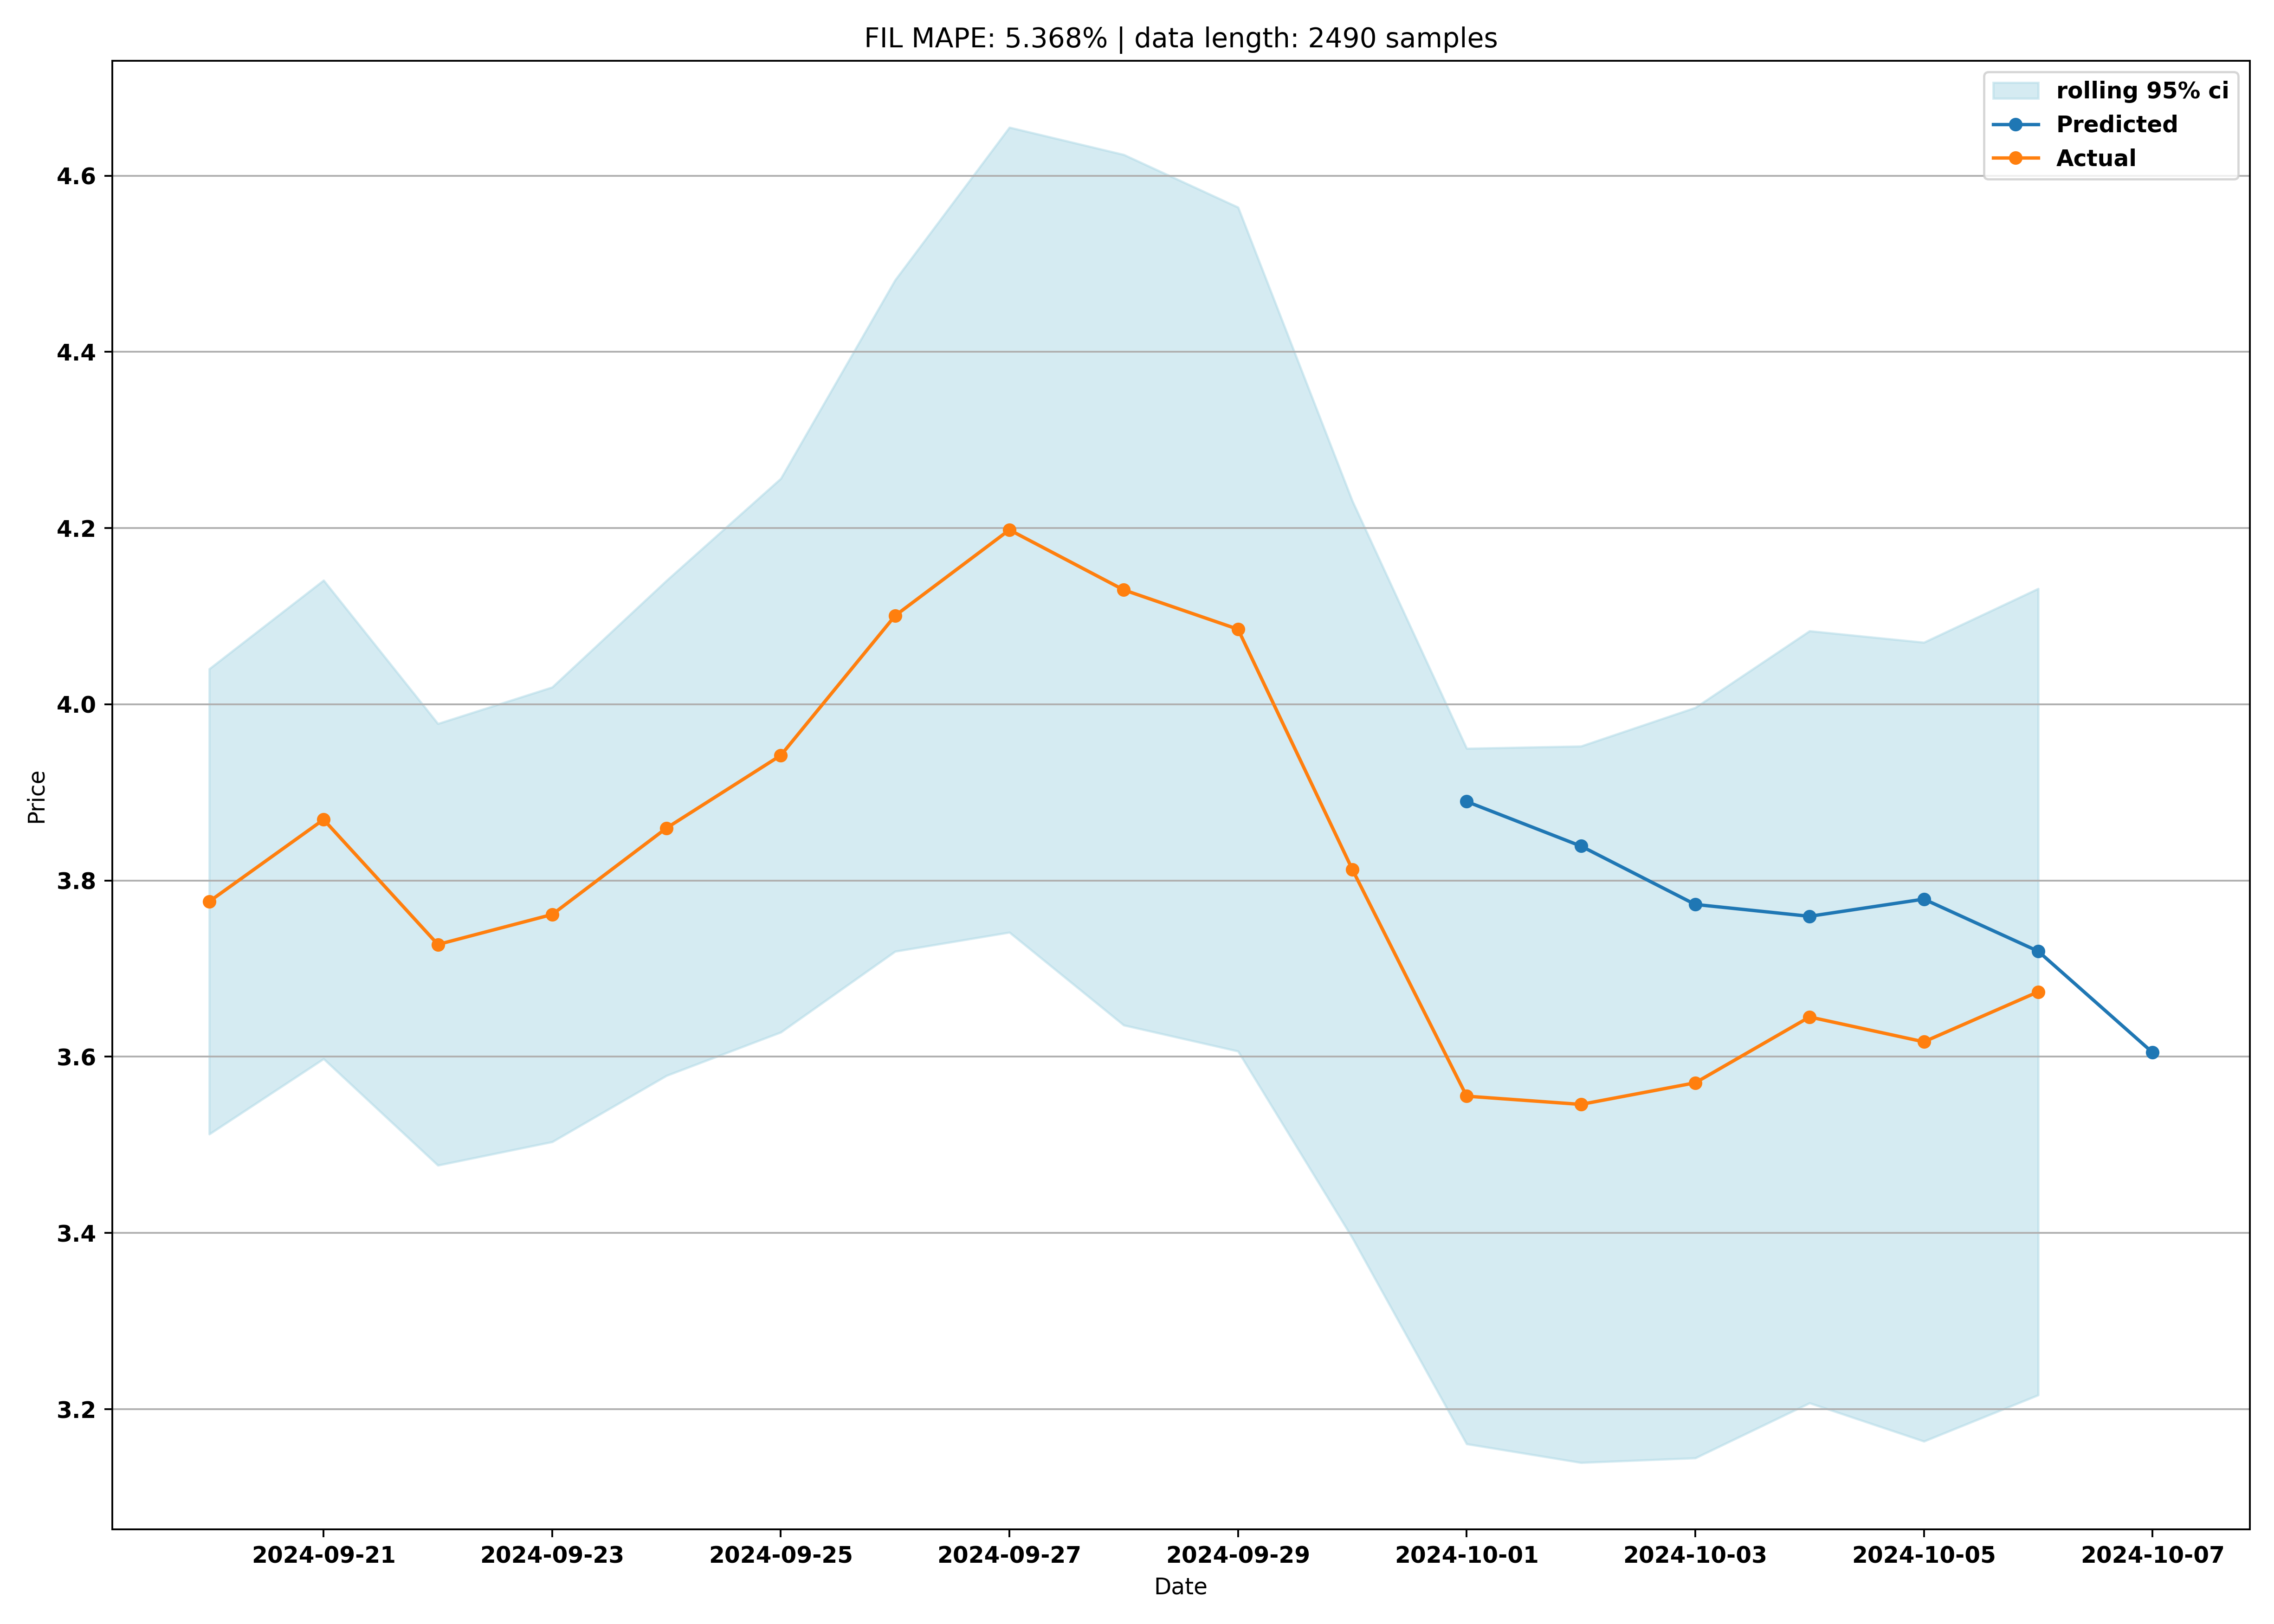 FIL MAPE: 5.368% | data length: 2490 samples
rolling 95% ci
Predicted
Actual
4.6
4.4
4.2
4.0
3.8
3.6
3.4
3.2
Price
2024-09-21 2024-09-23 2024-09-25 2024-09-27 2024-09-29 2024-10-01 2024-10-03 2024-10-05 2024-10-07
Date